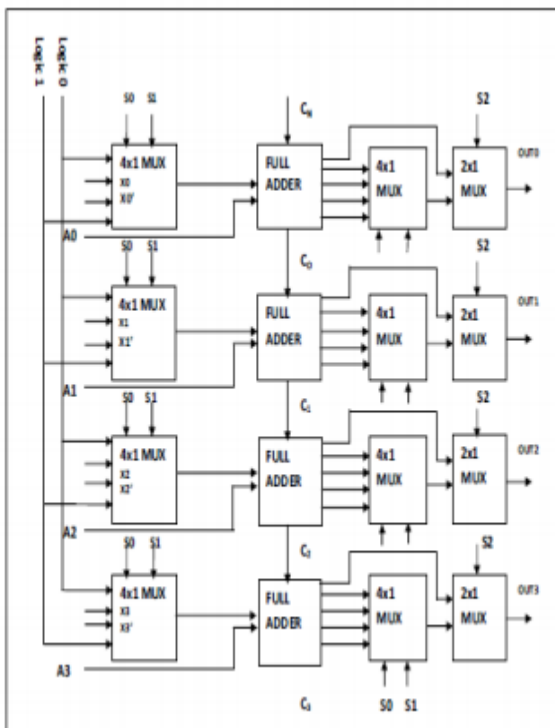 Logic 1
Logic 0
S0 S1
4x1 MUX
X0
X0'
A0
C
FULL
ADDER
4x1
MUX
S2
2x1
MUX
OUT0
S0 S1
4x1 MUX
X1
X1'
A1
C0
FULL
ADDER
4x1
MUX
S2
2x1
MUX
OUT1
S0 S1
4x1 MUX
X2
X2'
A2
C1
FULL
ADDER
4x1
MUX
S2
2x1
MUX
OUT2
S0 S1
4x1 MUX
X3
X3'
A3
C2
FULL
ADDER
4x1
MUX
S2
2x1
MUX
OUT3
C3
S0 S1